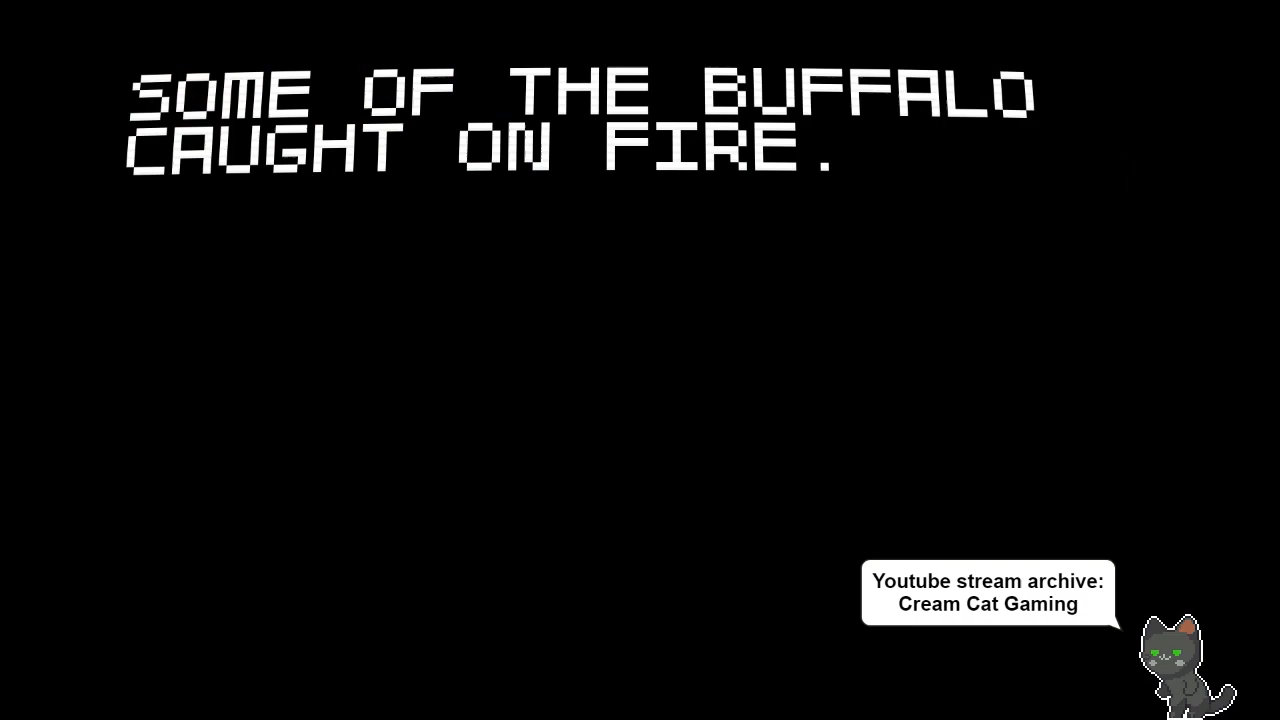 SOME OF THE BUFFALO
CAUGHT ON FIRE.
Youtube stream archive:
Cream Cat Gaming